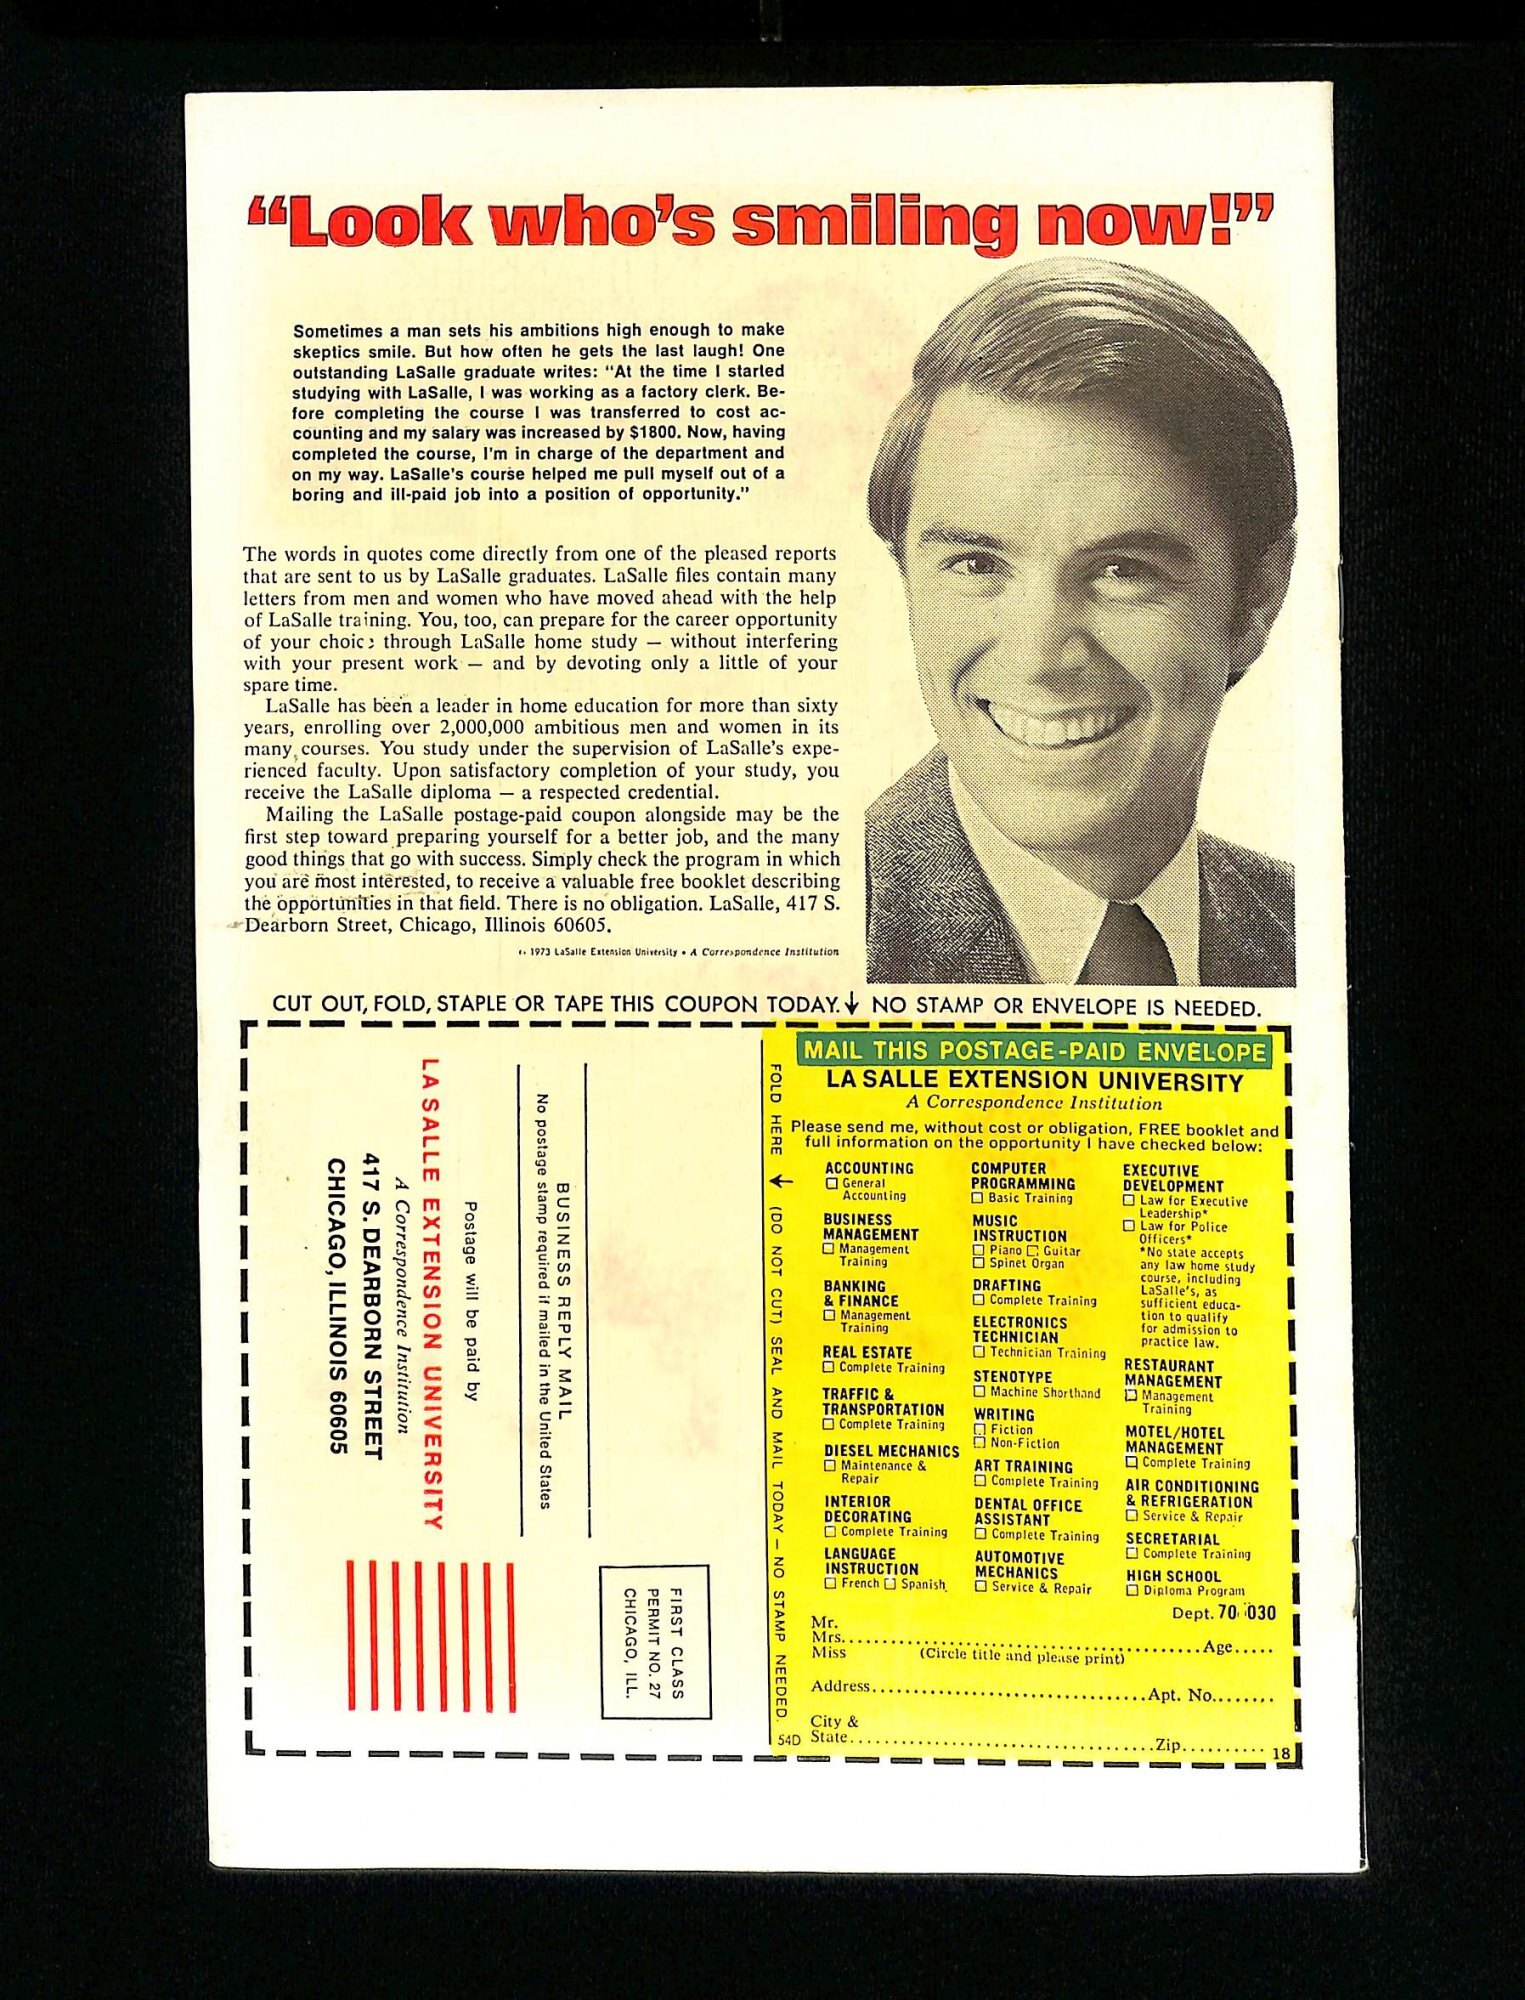 “Look who’s smiling now!”
Sometimes a man sets his ambitions high enough to make
skeptics smile. But how often he gets the last laugh! One
outstanding LaSalle graduate writes: “At the time I started
studying with LaSalle, I was working as a factory clerk. Be-
fore completing the course I was transferred to cost ac-
counting and my salary was increased by $1800. Now, having
completed the course, I’m in charge of the department and
on my way. LaSalle’s course helped me pull myself out of a
boring and ill-paid job into a position of opportunity.”
The words in quotes come directly from one of the pleased reports
that are sent to us by LaSalle graduates. LaSalle files contain many
letters from men and women who have moved ahead with the help
of LaSalle training. You, too, can prepare for the career opportunity
of your choice through LaSalle home study — without interfering
with your present work — and by devoting only a little of your
spare time.
LaSalle has been a leader in home education for more than sixty
years, enrolling over 2,000,000 ambitious men and women in its
many courses. You study under the supervision of LaSalle’s expe-
rienced faculty. Upon satisfactory completion of your study, you
receive the LaSalle diploma — a respected credential.
Mailing the LaSalle postage-paid coupon alongside may be the
first step toward preparing yourself for a better job, and the many
good things that go with success. Simply check the program in which
you are most interested, to receive a valuable free booklet describing
the opportunities in that field. There is no obligation. LaSalle, 417 S.
Dearborn Street, Chicago, Illinois 60605.
1973 LaSalle Extension University • A Correspondence Institution
CUT OUT, FOLD, STAPLE OR TAPE THIS COUPON TODAY. ↓ NO STAMP OR ENVELOPE IS NEEDED.
FIRST CLASS
PERMIT NO. 27
CHICAGO, ILL.
BUSINESS REPLY MAIL
No postage stamp required if mailed in the United States
Postage will be paid by
LA SALLE EXTENSION UNIVERSITY
A Correspondence Institution
417 S. DEARBORN STREET
CHICAGO, ILLINOIS 60605
FOLD HERE ↓ (DO NOT CUT) SEAL AND MAIL TODAY — NO STAMP NEEDED.
MAIL THIS POSTAGE-PAID ENVELOPE
LA SALLE EXTENSION UNIVERSITY
A Correspondence Institution
Please send me, without cost or obligation, FREE booklet and
full information on the opportunity I have checked below:
ACCOUNTING
☐ General
Accounting
BUSINESS
MANAGEMENT
☐ Management
Training
BANKING
& FINANCE
☐ Management
Training
REAL ESTATE
☐ Complete Training
TRAFFIC &
TRANSPORTATION
☐ Complete Training
DIESEL MECHANICS
☐ Maintenance &
Repair
INTERIOR
DECORATING
☐ Complete Training
LANGUAGE
INSTRUCTION
☐ French ☐ Spanish
COMPUTER
PROGRAMMING
☐ Basic Training
MUSIC
INSTRUCTION
☐ Piano ☐ Guitar
☐ Spinet Organ
DRAFTING
☐ Complete Training
ELECTRONICS
TECHNICIAN
☐ Technician Training
STENOTYPE
☐ Machine Shorthand
WRITING
☐ Fiction
☐ Non-Fiction
ART TRAINING
☐ Complete Training
DENTAL OFFICE
ASSISTANT
☐ Complete Training
AUTOMOTIVE
MECHANICS
☐ Service & Repair
EXECUTIVE
DEVELOPMENT
☐ Law for Executive
Leadership*
☐ Law for Police
Officers*
*No state accepts
any law home study
course, including
LaSalle’s, as
sufficient educa-
tion to qualify
for admission to
practice law.
RESTAURANT
MANAGEMENT
☐ Management
Training
MOTEL/HOTEL
MANAGEMENT
☐ Complete Training
AIR CONDITIONING
& REFRIGERATION
☐ Service & Repair
SECRETARIAL
☐ Complete Training
HIGH SCHOOL
☐ Diploma Program
Dept. 70-030
Mr.
Mrs. Age
Miss (Circle title and please print)
Address Apt. No.
City &
State Zip
54D
18